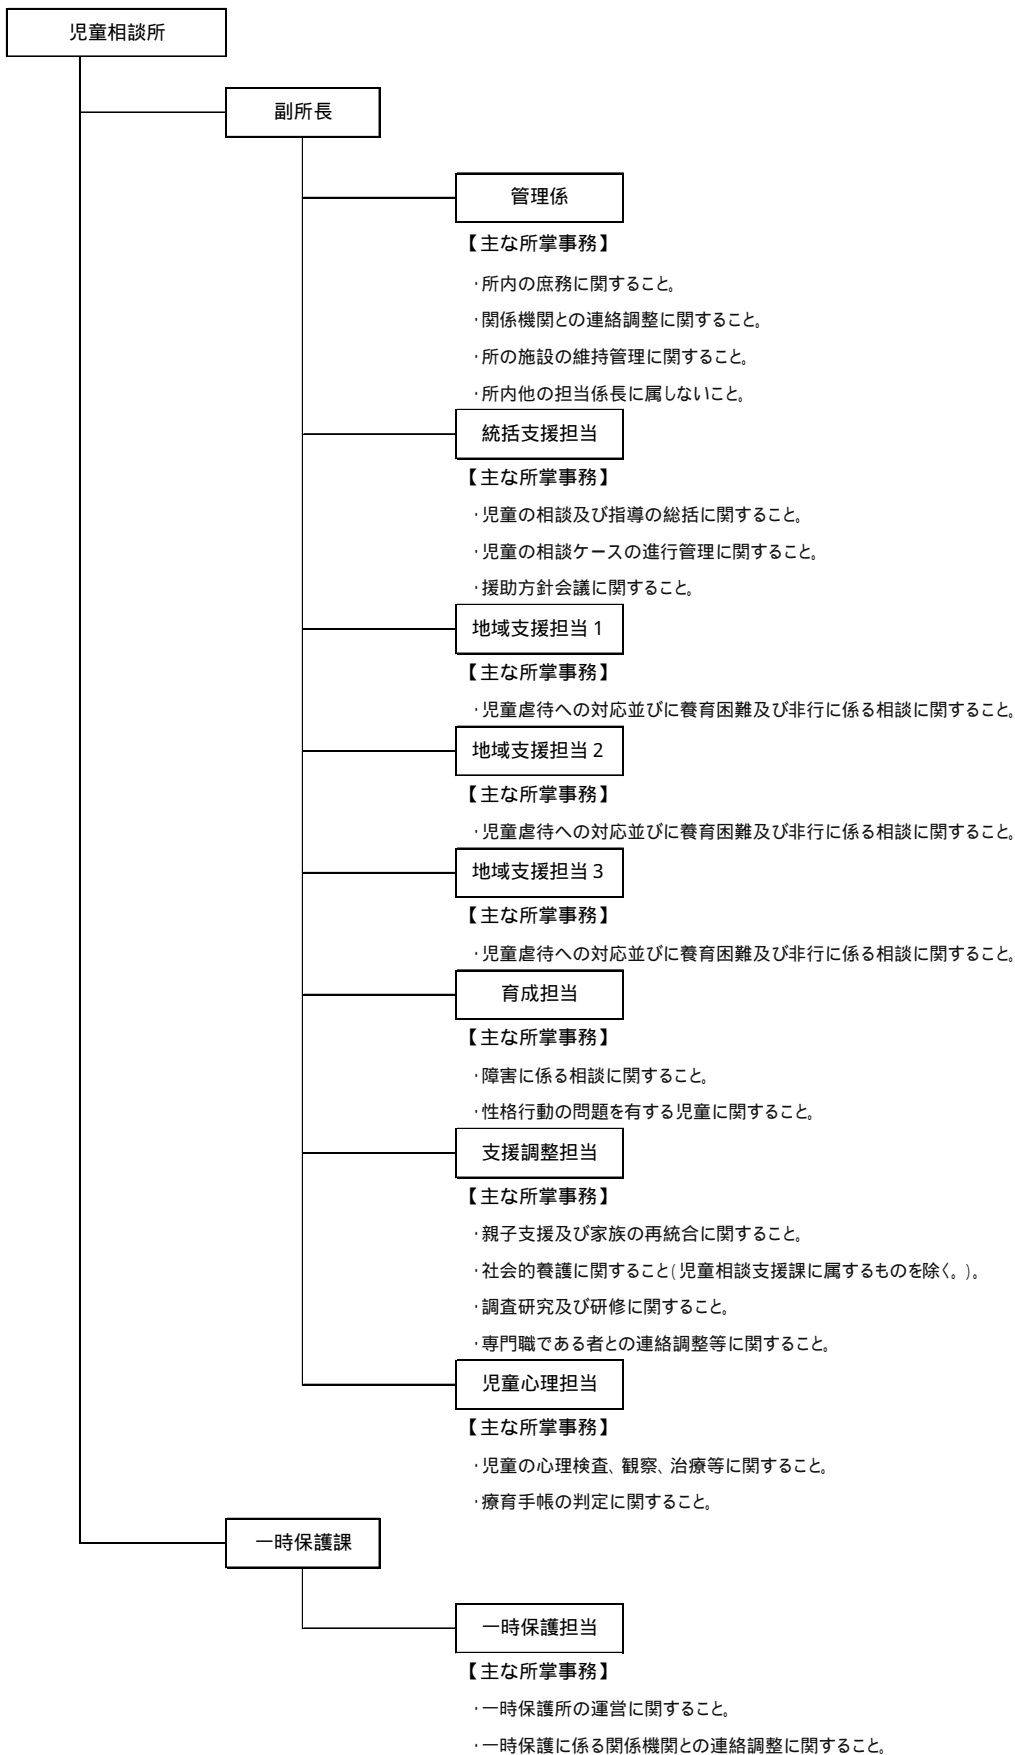 児童相談所
副所長
管理係
【主な所掌事務】
・所内の庶務に関すること。
・関係機関との連絡調整に関すること。
・所の施設の維持管理に関すること。
・所内他の担当係長に属しないこと。
統括支援担当
【主な所掌事務】
・児童の相談及び指導の総括に関すること。
・児童の相談ケースの進行管理に関すること。
・援助方針会議に関すること。
地域支援担当1
【主な所掌事務】
・児童虐待への対応並びに養育困難及び非行に係る相談に関すること。
地域支援担当2
【主な所掌事務】
・児童虐待への対応並びに養育困難及び非行に係る相談に関すること。
地域支援担当3
【主な所掌事務】
・児童虐待への対応並びに養育困難及び非行に係る相談に関すること。
育成担当
【主な所掌事務】
・障害に係る相談に関すること。
・性格行動の問題を有する児童に関すること。
支援調整担当
【主な所掌事務】
・親子支援及び家族の再統合に関すること。
・社会的養護に関すること(児童相談支援課に属するものを除く。)。
・調査研究及び研修に関すること。
・専門職である者との連絡調整等に関すること。
児童心理担当
【主な所掌事務】
・児童の心理検査、観察、治療等に関すること。
・療育手帳の判定に関すること。
一時保護課
一時保護担当
【主な所掌事務】
・一時保護所の運営に関すること。
・一時保護に係る関係機関との連絡調整に関すること。